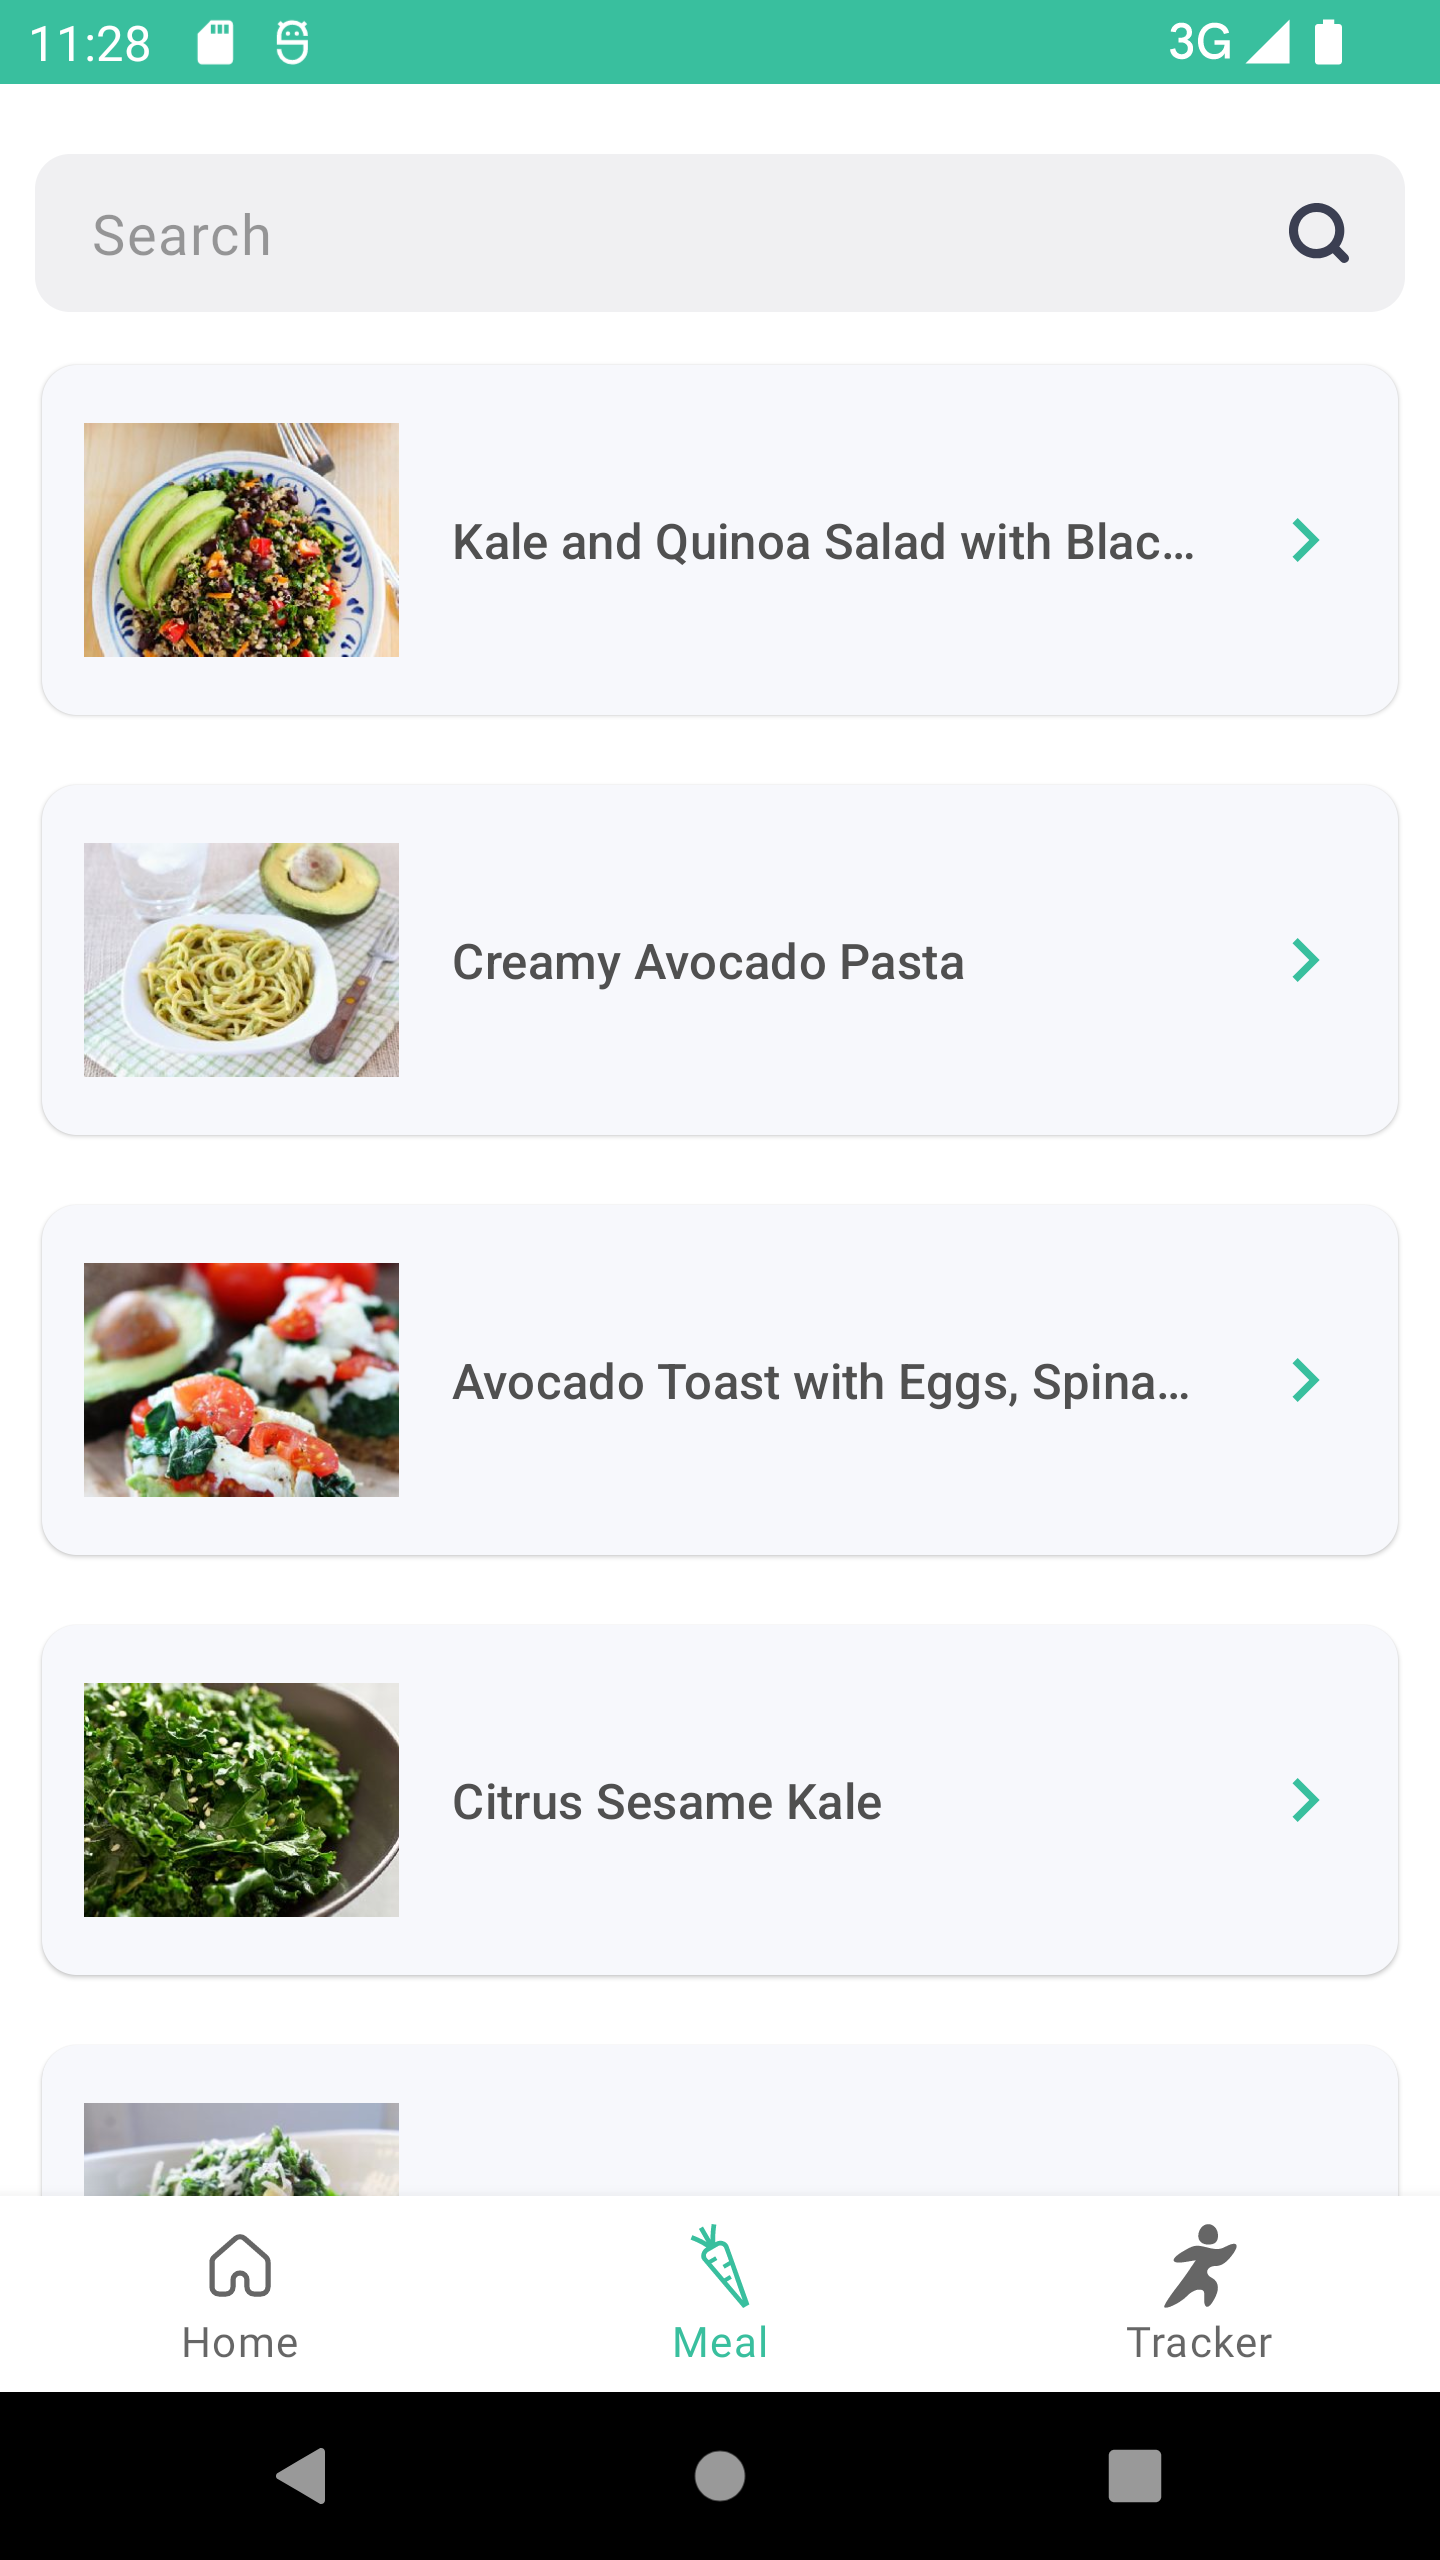 11:28
3G
Search
Kale and Quinoa Salad with Blac...
Creamy Avocado Pasta
Avocado Toast with Eggs, Spina...
Citrus Sesame Kale
Home
Meal
Tracker